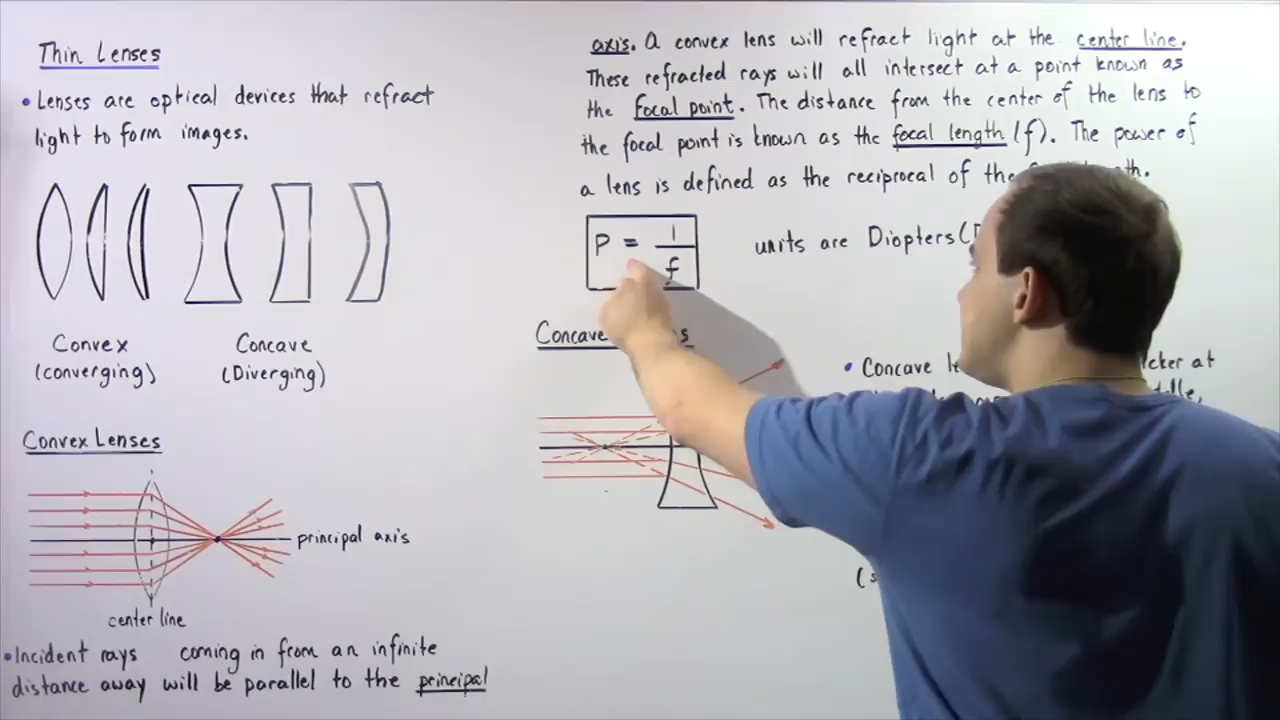 Thin Lenses
• Lenses are optical devices that refract
light to form images.
Convex
(converging)
Concave
(Diverging)
Convex Lenses
principal axis
center line
• Incident rays coming in from an infinite
distance away will be parallel to the principal
axis. A convex lens will refract light at the center line.
These refracted rays will all intersect at a point known as
the focal point. The distance from the center of the lens to
the focal point is known as the focal length (f). The power of
a lens is defined as the reciprocal of the
P = 1/f
units are Diopters (
Concave
• Concave
at